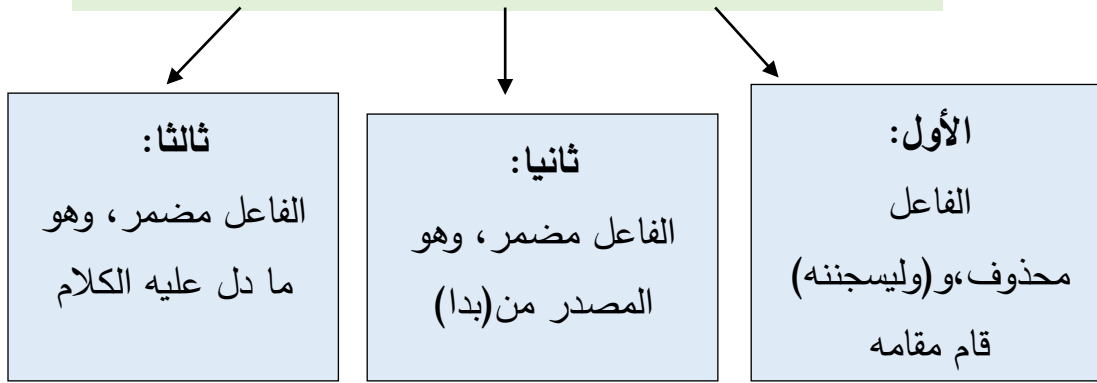 الأول:
الفاعل
محذوف،و(وليسجننه)
قام مقامه
ثانيا:
الفاعل مضمر، وهو
المصدر من(بدا)
ثالثا:
الفاعل مضمر، وهو
ما دل عليه الكلام